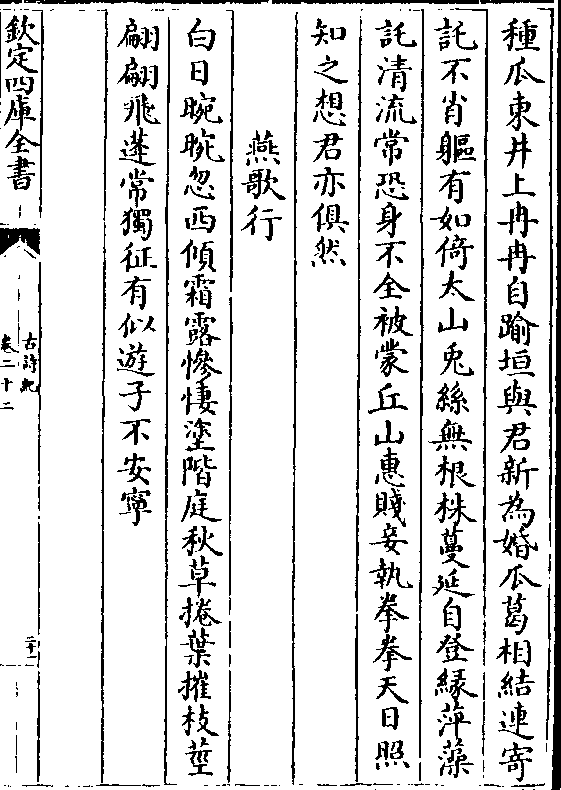 種瓜東井上冉冉自踰垣與君新為婚瓜葛相結連寄
託不肖軀有如倚太山兎絲無根株蔓延自登縁萍藻
託清流常恐身不全被蒙丘山惠賤妾執拳拳天日照
知之想君亦俱然
燕歌行
白日晼晼忽西傾霜露慘悽塗階庭秋草捲葉摧枝莖
翩翩飛蓬常獨征有似遊子不安寧
欽定四庫全書
古詩紀
卷二十二
二十一